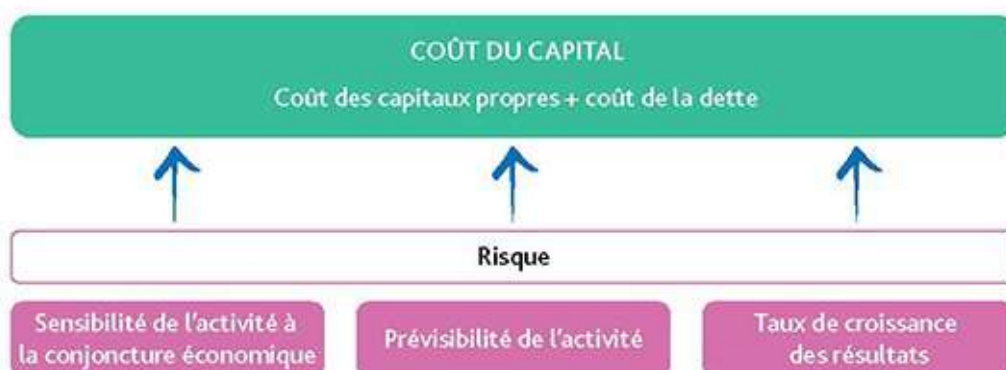 COÛT DU CAPITAL
Coût des capitaux propres + coût de la dette
Risque
Sensibilité de l'activité à
la conjoncture économique
Prévisibilité de l'activité
Taux de croissance
des résultats